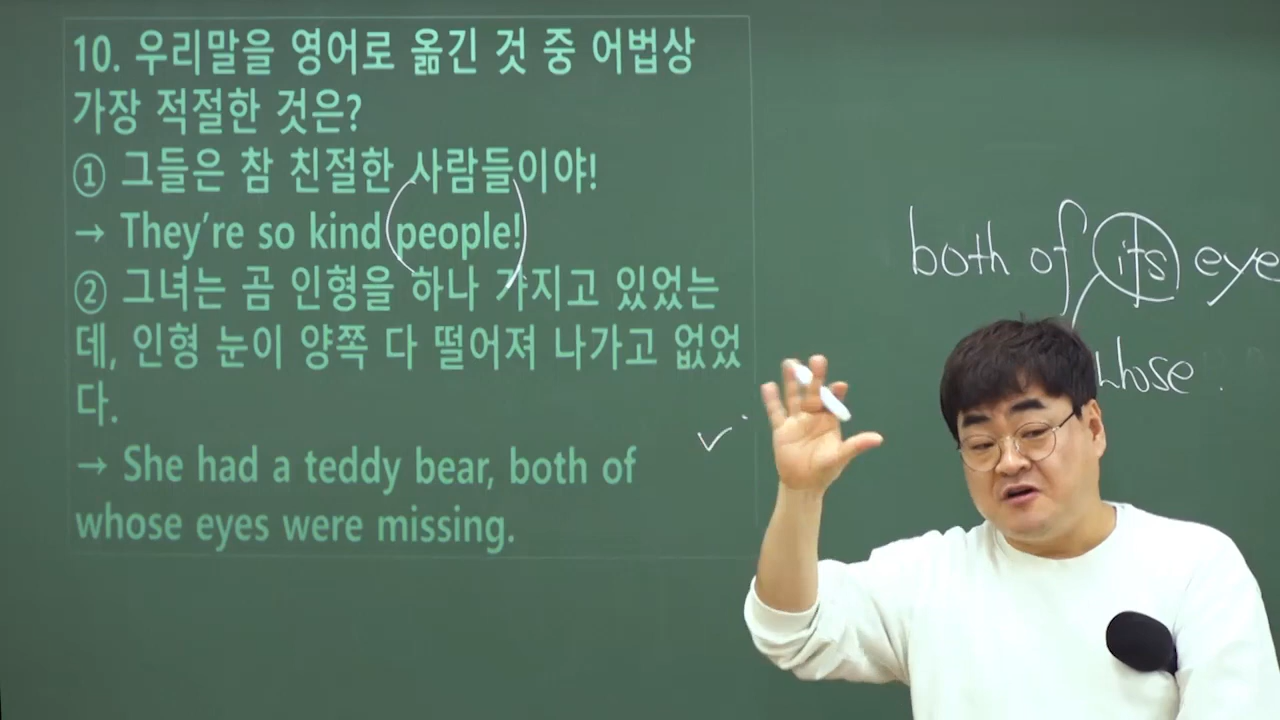 10. 우리말을 영어로 옮긴 것 중 어법상
가장 적절한 것은?
① 그들은 참 친절한 사람들이야!
→ They're so kind people!
② 그녀는 곰 인형을 하나 가지고 있었는
데, 인형 눈이 양쪽 다 떨어져 나가고 없었
다.
→ She had a teddy bear, both of
whose eyes were missing.
both of its eye
whose.